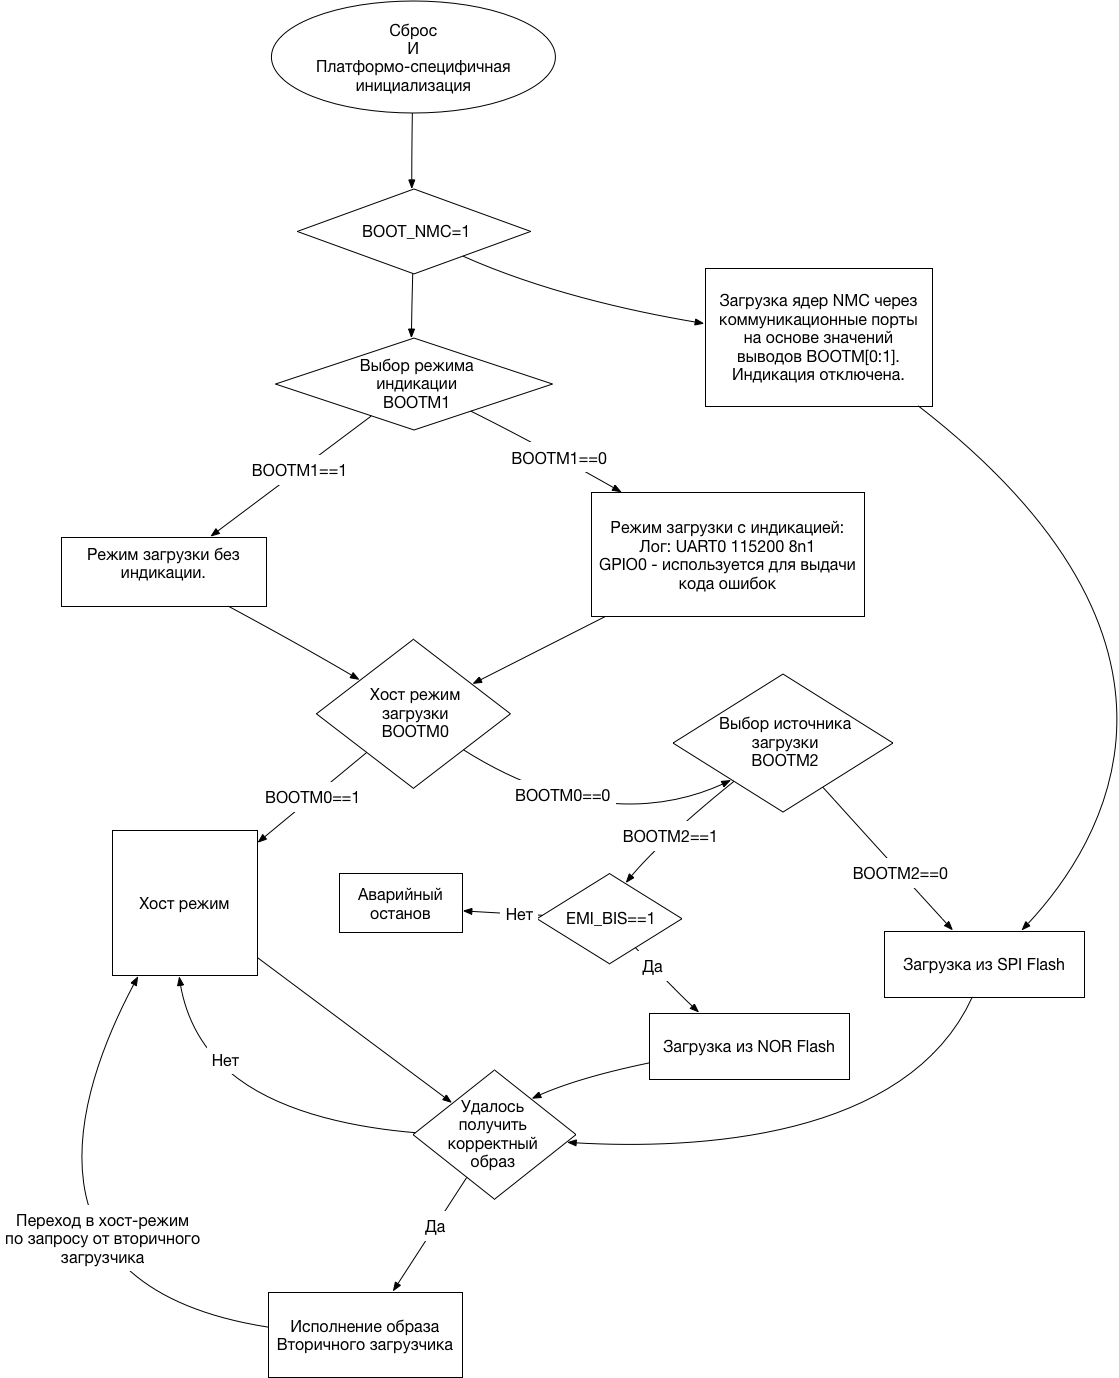 Сброс
И
Платформо-специфичная
инициализация
BOOT_NMC=1
Загрузка ядер NMC через
коммуникационные порты
на основе значений
выводов BOOTM[0:1].
Индикация отключена.
Выбор режима
индикации
BOOTM1
BOOTM1==1
BOOTM1==0
Режим загрузки без
индикации.
Режим загрузки с индикацией:
Лог: UART0 115200 8n1
GPIO0 - используется для выдачи
кода ошибок
Хост режим
загрузки
BOOTM0
Выбор источника
загрузки
BOOTM2
BOOTM0==1
BOOTM0==0
BOOTM2==1
BOOTM2==0
Хост режим
Аварийный
останов
Нет
EMI_BIS==1
Да
Загрузка из SPI Flash
Загрузка из NOR Flash
Нет
Удалось
получить
корректный
образ
Да
Переход в хост-режим
по запросу от вторичного
загрузчика
Исполнение образа
Вторичного загрузчика